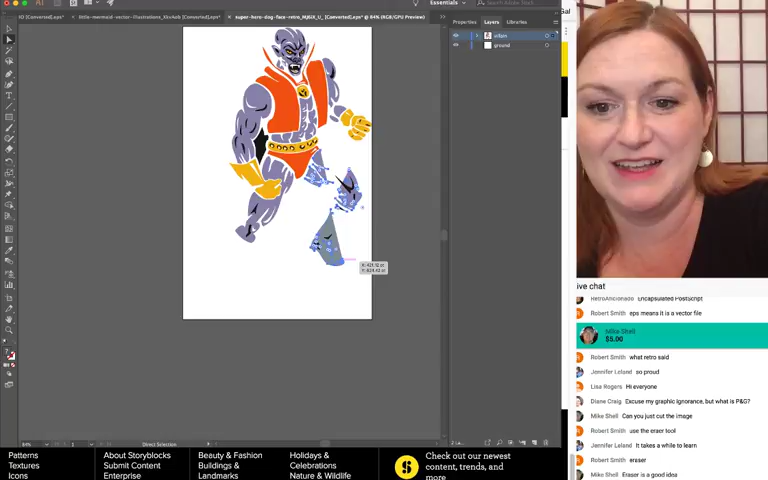 Essentials
little-mermaid-vector-illustrations_XXvAelk [Converted].eps*
super-hero-dog-face-retro_MJ6iX_U_ [Converted].eps* @ 84% (RGB/GPU Preview)
Properties
Layers
Libraries
villain
ground
Direct Selection
Patterns
Textures
Icons
About Storyblocks
Submit Content
Enterprise
Beauty & Fashion
Buildings &
Landmarks
Holidays &
Celebrations
Nature & Wildlife
Check out our newest
content, trends, and
more
ive chat
RetroAficionado Encapsulated PostScript
Robert Smith eps means it is a vector file
Mike Shell
$5.00
Robert Smith what retro said
Jennifer Leland so proud
Lisa Rogers Hi everyone
Diane Craig Excuse my graphic ignorance, but what is P&G?
Mike Shell Can you just cut the image
Robert Smith use the eraer tool
Jennifer Leland It takes a while to learn
Robert Smith eraser
Mike Shell Eraser is a good idea